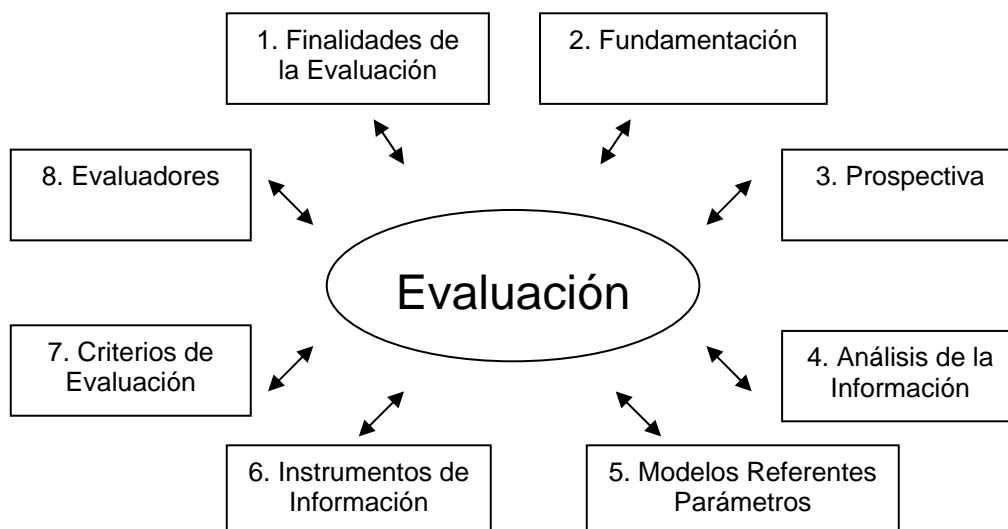 1. Finalidades de
la Evaluación
2. Fundamentación
3. Prospectiva
4. Análisis de la
Información
5. Modelos Referentes
Parámetros
6. Instrumentos de
Información
7. Criterios de
Evaluación
8. Evaluadores
Evaluación